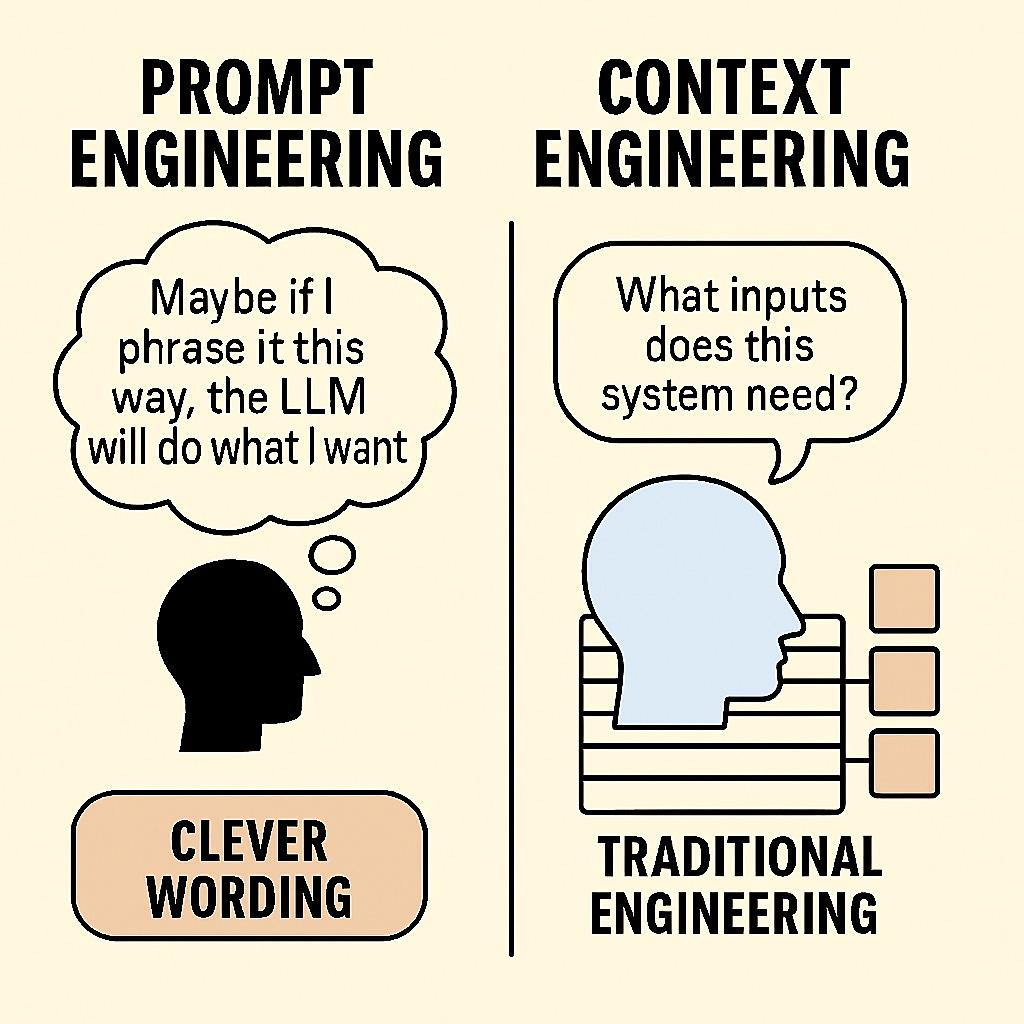 PROMPT
ENGINEERING
Maybe if I
phrase it this
way, the LLM
will do what I want
CLEVER
WORDING
CONTEXT
ENGINEERING
What inputs
does this
system need?
TRADITIONAL
ENGINEERING